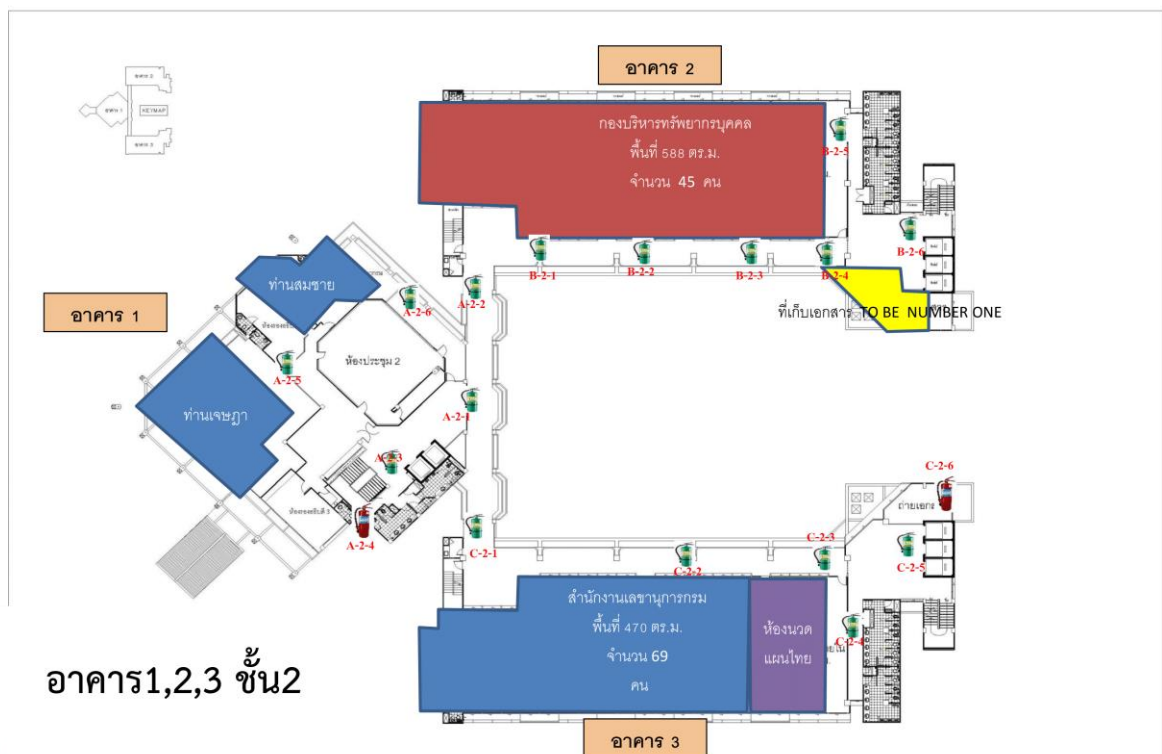 อาคาร 2
KEYMAP
กองบริหารทรัพยากรบุคคล
พื้นที่ 588 ตร.ม.
จำนวน 45 คน
B-2-5
B-2-6
B-2-1
B-2-2
B-2-3
B-2-4
ท่านสมชาย
A-2-6
A-2-2
อาคาร 1
ที่เก็บเอกสาร TO BE NUMBER ONE
ห้องประชุม 2
A-2-5
A-2-1
ท่านเจษฎา
A-2-3
A-2-4
C-2-6
ถ่ายเอกส
C-2-1
C-2-2
C-2-3
C-2-5
สำนักงานเลขานุการกรม
พื้นที่ 470 ตร.ม.
จำนวน 69
คน
ห้องนวด
แผนไทย
C-2-4
อาคาร1,2,3 ชั้น2
อาคาร 3